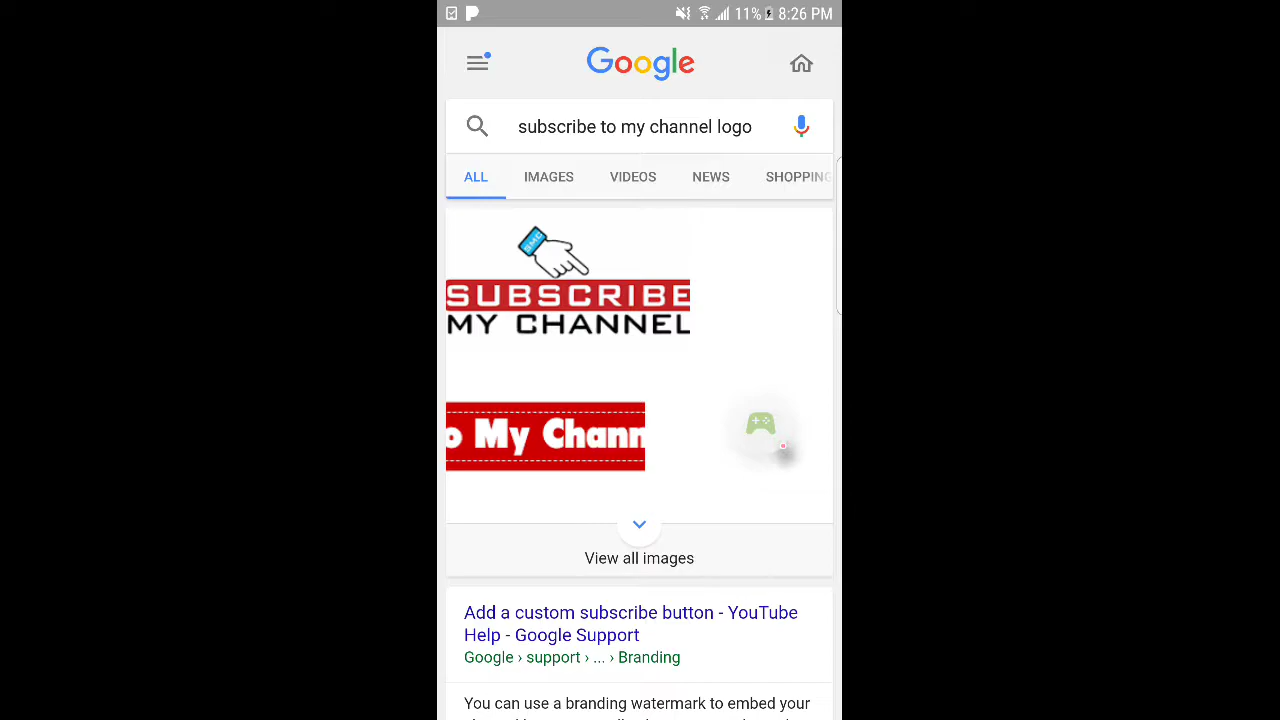 11% 8:26 PM
Google
subscribe to my channel logo
ALL IMAGES VIDEOS NEWS SHOPPING
SMC
SUBSCRIBE
MY CHANNEL
o My Chann
View all images
Add a custom subscribe button - YouTube
Help - Google Support
Google › support › ... › Branding
You can use a branding watermark to embed your